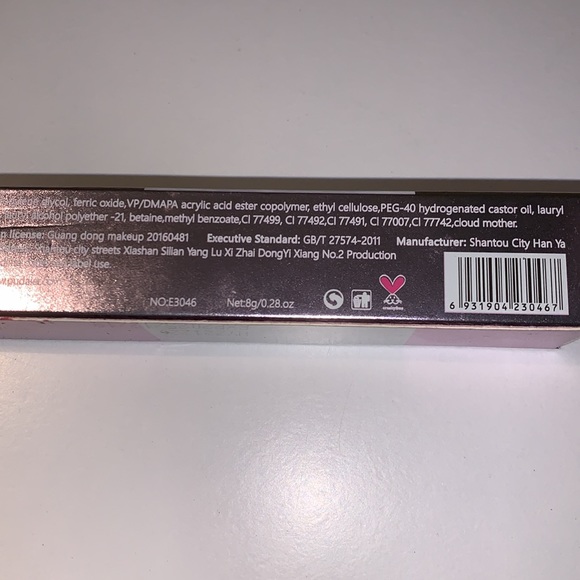 glycol, ferric oxide,VP/DMAPA acrylic acid ester copolymer, ethyl cellulose,PEG-40 hydrogenated castor oil, lauryl
alcohol polyether -21, betaine,methyl benzoate,CI 77499, CI 77492,CI 77491, CI 77007,CI 77742,cloud mother.
license: Guang dong makeup 20160481 Executive Standard: GB/T 27574-2011 Manufacturer: Shantou City Han Ya
city streets Xiashan Silian Yang Lu Xi Zhai DongYi Xiang No.2 Production
use.
NO:E3046 Net:8g/0.28oz
crueltyfree
6 931904 230467